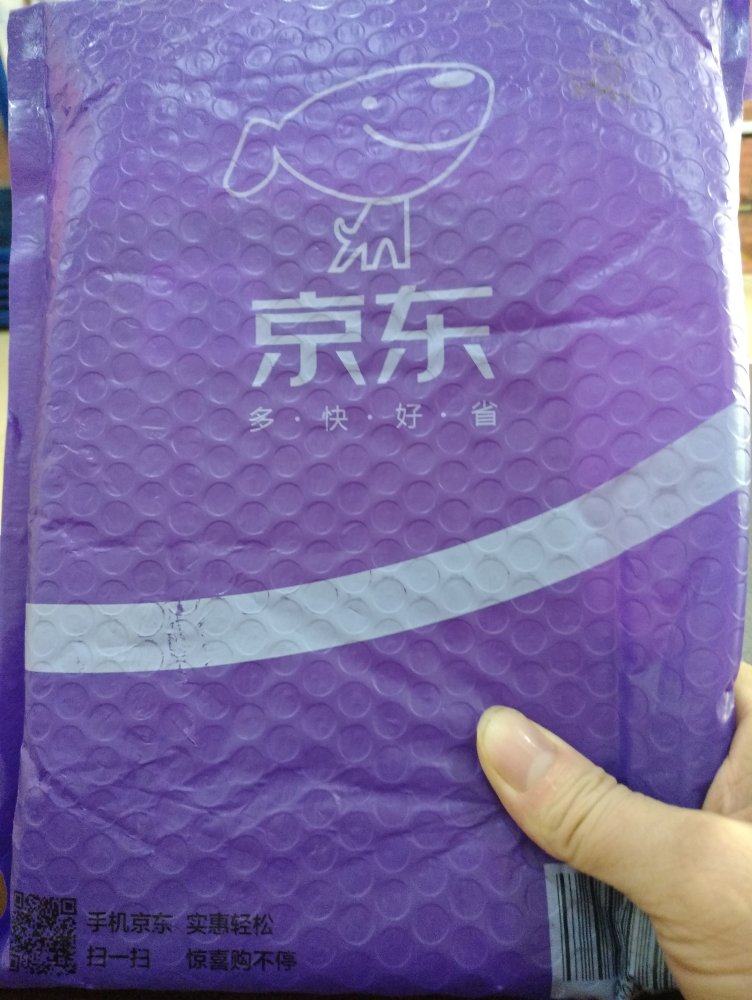 京东
多·快·好·省
手机京东 实惠轻松
扫一扫 惊喜购不停